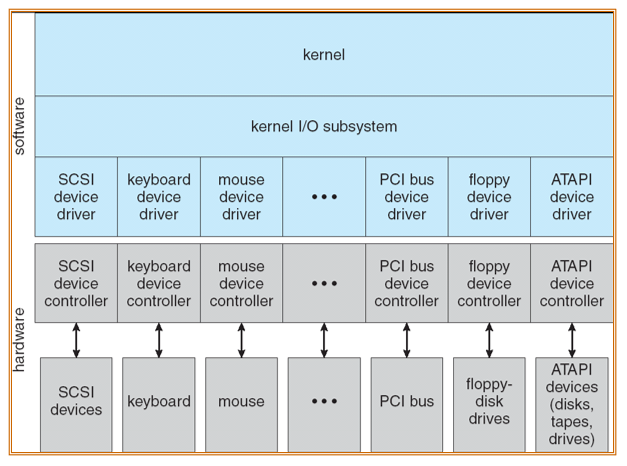 software
kernel
kernel I/O subsystem
SCSI
device
driver
keyboard
device
driver
mouse
device
driver
•••
PCI bus
device
driver
floppy
device
driver
ATAPI
device
driver
hardware
SCSI
device
controller
keyboard
device
controller
mouse
device
controller
•••
PCI bus
device
controller
floppy
device
controller
ATAPI
device
controller
SCSI
devices
keyboard
mouse
•••
PCI bus
floppy-
disk
drives
ATAPI
devices
(disks,
tapes,
drives)